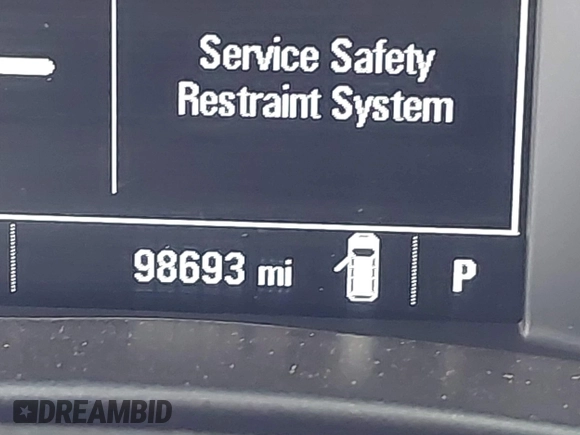 Service Safety
Restraint System
98693 mi
P
DREAMBID